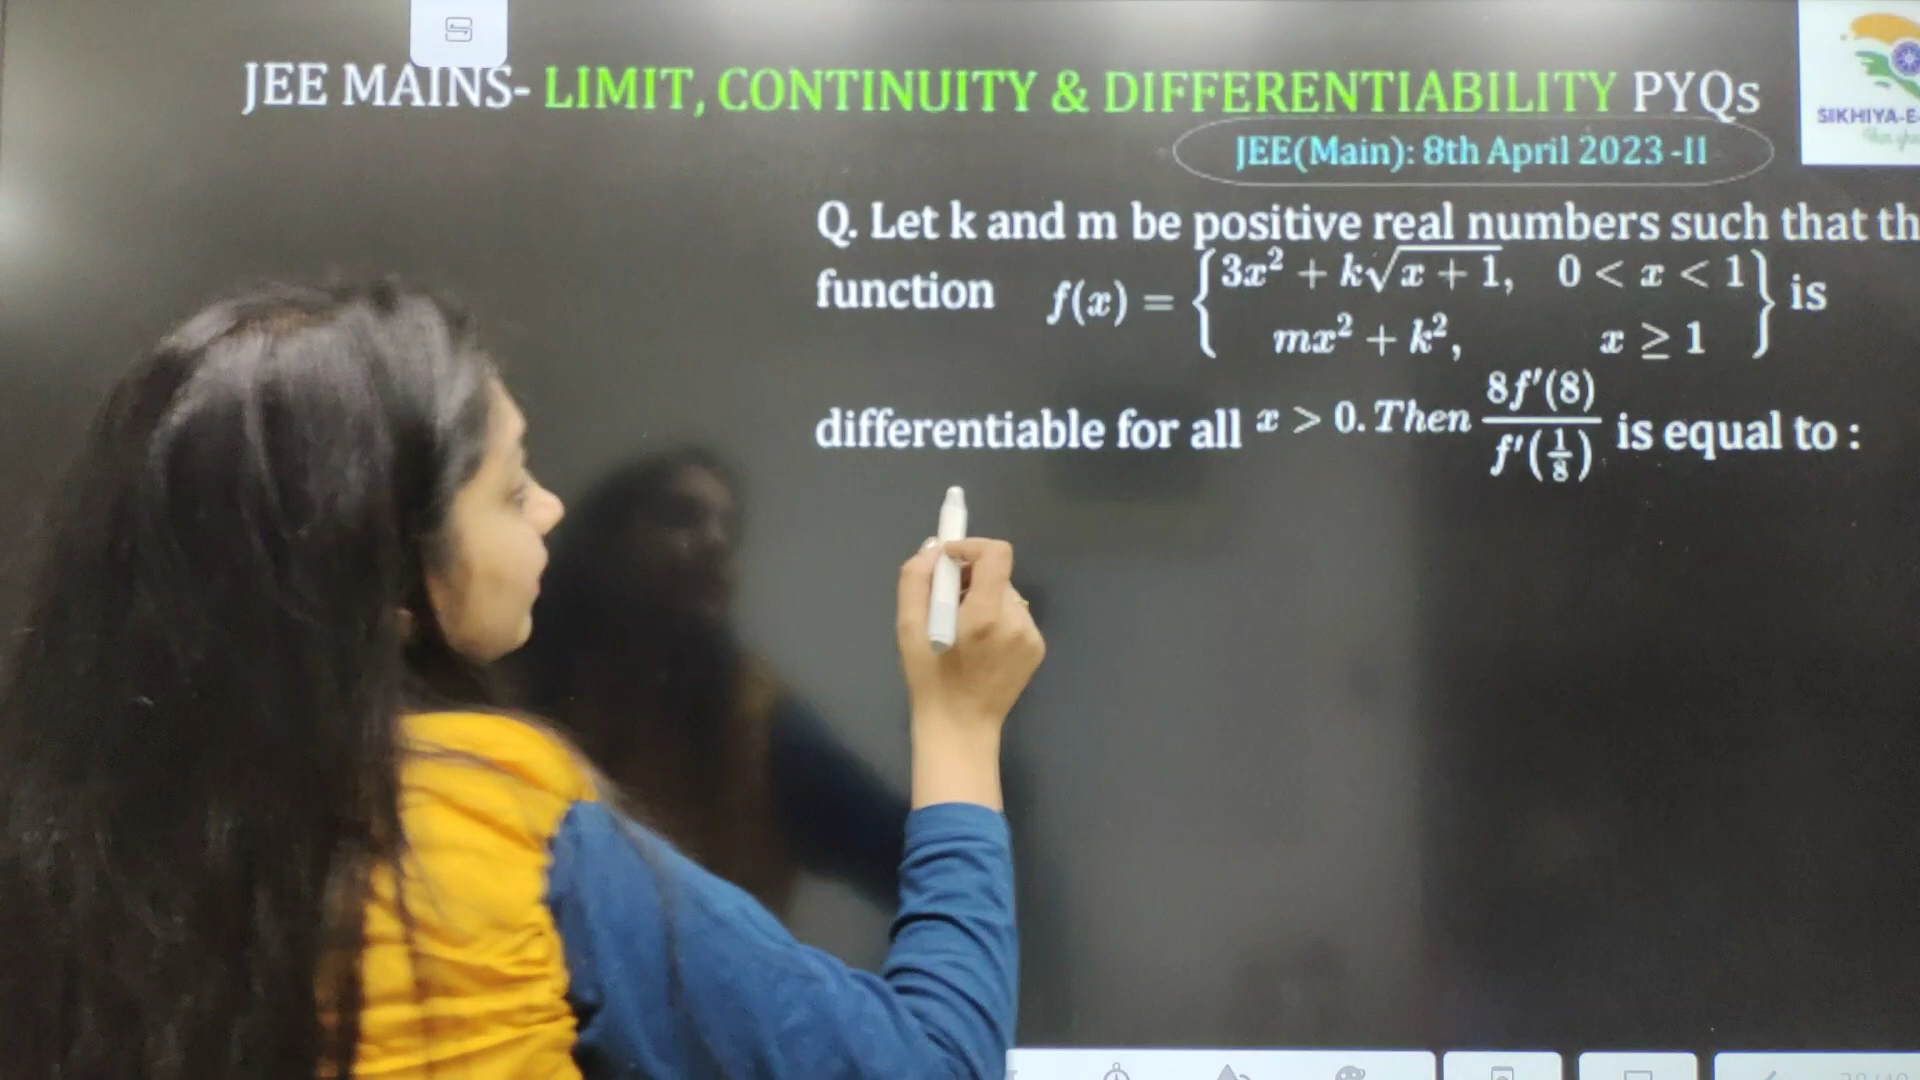 JEE MAINS- LIMIT, CONTINUITY & DIFFERENTIABILITY PYQs
JEE(Main): 8th April 2023 -II
SIKHIYA-E-
Q. Let k and m be positive real numbers such that th
function f(x) = { 3x² + k√(x + 1), 0 < x < 1
mx² + k², x ≥ 1 } is
differentiable for all x > 0. Then 8f′(8) / f′(1/8) is equal to :